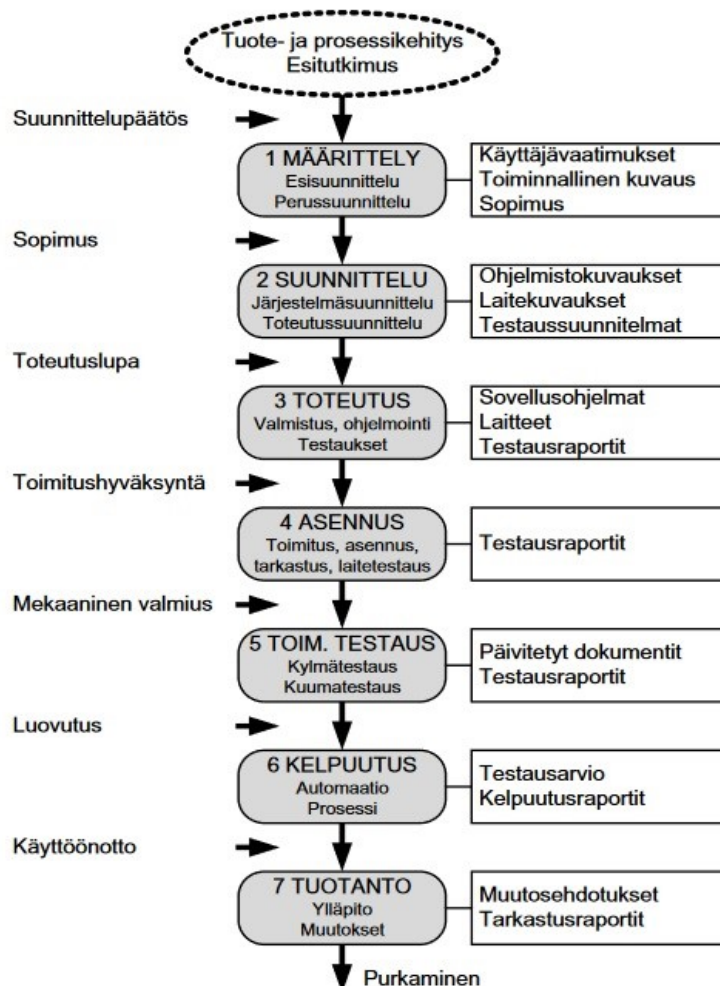 Tuote- ja prosessikehitys
Esitutkimus
Suunnittelupäätös
1 MÄÄRITTELY
Esisuunnittelu
Perussuunnittelu
Käyttäjävaatimukset
Toiminnallinen kuvaus
Sopimus
Sopimus
2 SUUNNITTELU
Järjestelmäsuunnittelu
Toteutussuunnittelu
Ohjelmistokuvaukset
Laitekuvaukset
Testaussuunnitelmat
Toteutuslupa
3 TOTEUTUS
Valmistus, ohjelmointi
Testaukset
Sovellusohjelmat
Laitteet
Testausraportit
Toimitushyväksyntä
4 ASENNUS
Toimitus, asennus,
tarkastus, laitetestaus
Testausraportit
Mekaaninen valmius
5 TOIM. TESTAUS
Kylmätestaus
Kuumatestaus
Päivitetyt dokumentit
Testausraportit
Luovutus
6 KELPUUTUS
Automaatio
Prosessi
Testausarvio
Kelpuutusraportit
Käyttöönotto
7 TUOTANTO
Ylläpito
Muutokset
Muutosehdotukset
Tarkastusraportit
Purkaminen